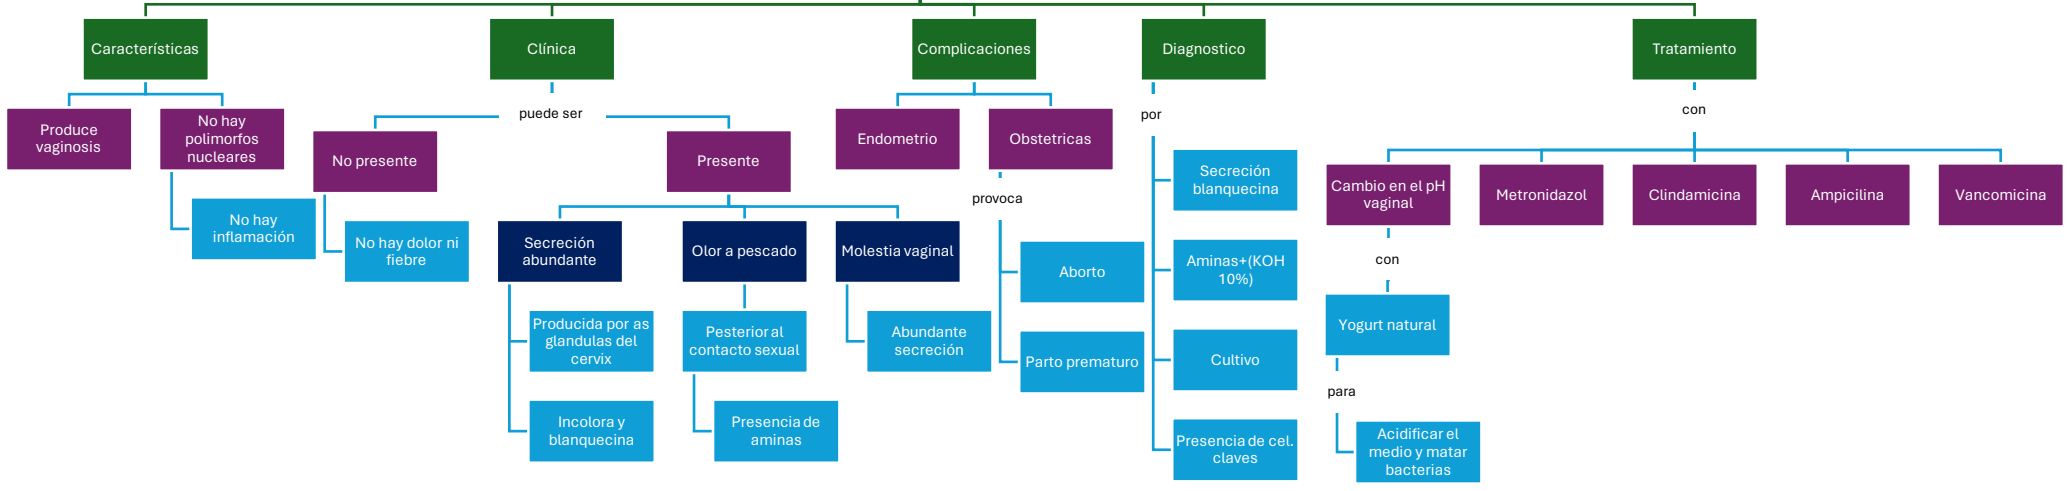 Características
Clínica
Complicaciones
Diagnostico
Tratamiento
Produce
vaginosis
No hay
polimorfos
nucleares
No hay
inflamación
puede ser
No presente
No hay dolor ni
fiebre
Presente
Secreción
abundante
Producida por as
glandulas del
cervix
Incolora y
blanquecina
Olor a pescado
Pesterior al
contacto sexual
Presencia de
aminas
Molestia vaginal
Abundante
secreción
Endometrio
Obstetricas
provoca
Aborto
Parto prematuro
por
Secreción
blanquecina
Aminas+(KOH
10%)
Cultivo
Presencia de cel.
claves
con
Cambio en el pH
vaginal
con
Yogurt natural
para
Acidificar el
medio y matar
bacterias
Metronidazol
Clindamicina
Ampicilina
Vancomicina